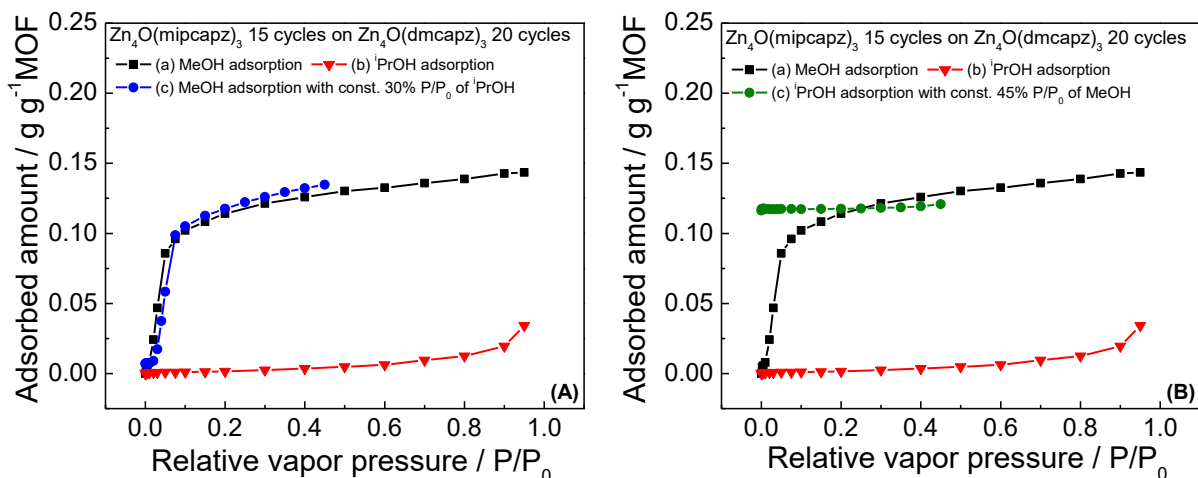 Zn₄O(mipcapz)₃ 15 cycles on Zn₄O(dmcapz)₃ 20 cycles
(a) MeOH adsorption (b) ⁱPrOH adsorption
(c) MeOH adsorption with const. 30% P/P₀ of ⁱPrOH
0.25
0.20
0.15
0.10
0.05
0.00
Adsorbed amount / g g⁻¹MOF
(A)
0.0 0.2 0.4 0.6 0.8 1.0
Relative vapor pressure / P/P₀
Zn₄O(mipcapz)₃ 15 cycles on Zn₄O(dmcapz)₃ 20 cycles
(a) MeOH adsorption (b) ⁱPrOH adsorption
(c) ⁱPrOH adsorption with const. 45% P/P₀ of MeOH
0.25
0.20
0.15
0.10
0.05
0.00
Adsorbed amount / g g⁻¹MOF
(B)
0.0 0.2 0.4 0.6 0.8 1.0
Relative vapor pressure / P/P₀